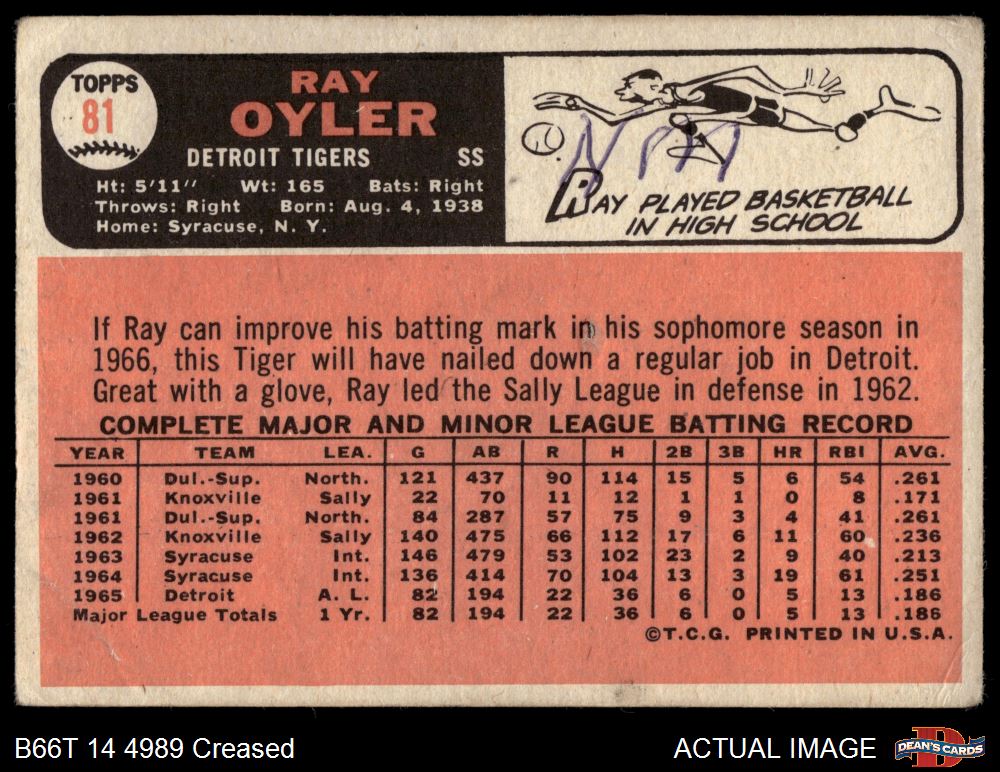 TOPPS
81
RAY
OYLER
DETROIT TIGERS SS
Ht: 5'11" Wt: 165 Bats: Right
Throws: Right Born: Aug. 4, 1938
Home: Syracuse, N. Y.
RAY PLAYED BASKETBALL
IN HIGH SCHOOL
If Ray can improve his batting mark in his sophomore season in
1966, this Tiger will have nailed down a regular job in Detroit.
Great with a glove, Ray led the Sally League in defense in 1962.
COMPLETE MAJOR AND MINOR LEAGUE BATTING RECORD
YEAR TEAM LEA. G AB R H 2B 3B HR RBI AVG.
1960 Dul.-Sup. North. 121 437 90 114 15 5 6 54 .261
1961 Knoxville Sally 22 70 11 12 1 1 0 8 .171
1961 Dul.-Sup. North. 84 287 57 75 9 3 4 41 .261
1962 Knoxville Sally 140 475 66 112 17 6 11 60 .236
1963 Syracuse Int. 146 479 53 102 23 2 9 40 .213
1964 Syracuse Int. 136 414 70 104 13 3 19 61 .251
1965 Detroit A. L. 82 194 22 36 6 0 5 13 .186
Major League Totals 1 Yr. 82 194 22 36 6 0 5 13 .186
©T.C.G. PRINTED IN U.S.A.
B66T 14 4989 Creased
ACTUAL IMAGE
DEAN'S CARDS